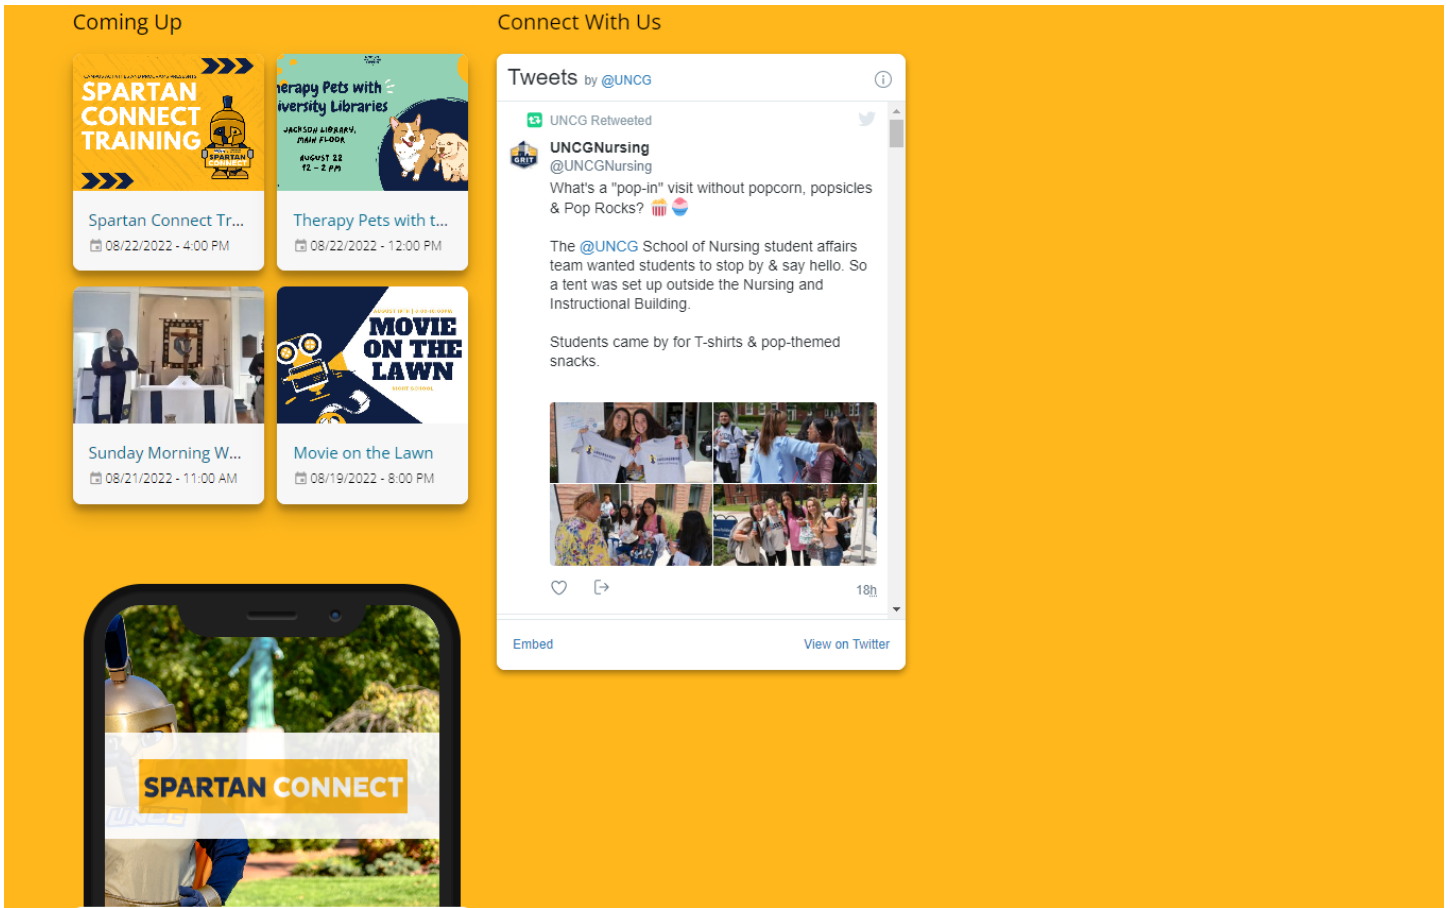 Coming Up
Connect With Us
SPARTAN
CONNECT
TRAINING
SPARTAN
CONNECT
Spartan Connect Tr...
08/22/2022 - 4:00 PM
erapy Pets with
iversity Libraries
JACKSON LIBRARY,
MAIN FLOOR
AUGUST 22
12 - 2 PM
Therapy Pets with t...
08/22/2022 - 12:00 PM
Sunday Morning W...
08/21/2022 - 11:00 AM
MOVIE
ON THE
LAWN
Movie on the Lawn
08/19/2022 - 8:00 PM
Tweets by @UNCG
UNCG Retweeted
GRIT
UNCGNursing
@UNCGNursing
What's a "pop-in" visit without popcorn, popsicles
& Pop Rocks? 🍿🍧
The @UNCG School of Nursing student affairs
team wanted students to stop by & say hello. So
a tent was set up outside the Nursing and
Instructional Building.
Students came by for T-shirts & pop-themed
snacks.
18h
Embed
View on Twitter
SPARTAN CONNECT
UNCG